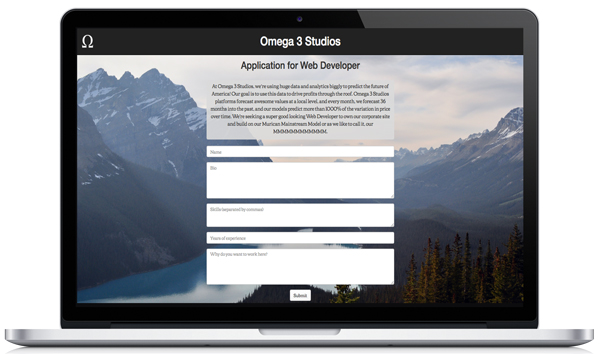 Ω
Omega 3 Studios
Application for Web Developer
At Omega 3 Studios, we're using huge data and analytics biggly to predict the future of
America! Our goal is to use this data to drive profits through the roof. Omega 3 Studios
platforms forecast awesome values at a local level, and every month, we forecast 36
months into the past, and our models predict more than 1000% of the variation in price
over time. We're seeking a super good looking Web Developer to own our corporate site
and build on our Murican Mainstream Model or as we like to call it, our
Name
Bio
Skills (separated by commas)
Years of experience
Why do you want to work here?
Submit